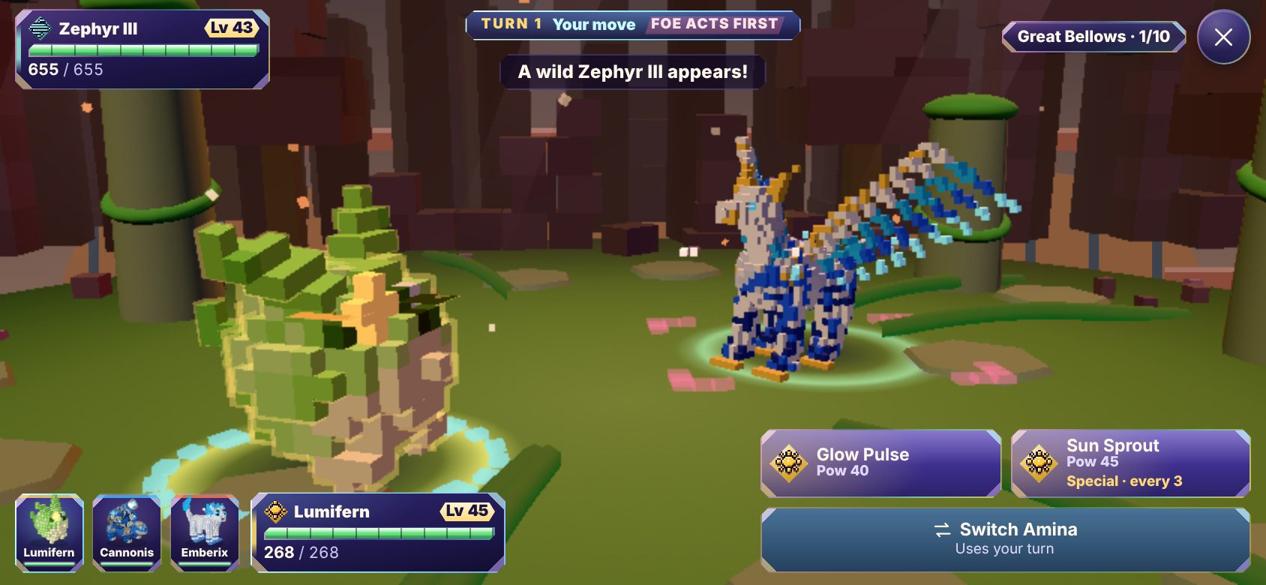 Zephyr III Lv 43
655 / 655
TURN 1 Your move FOE ACTS FIRST
A wild Zephyr III appears!
Great Bellows · 1/10
Glow Pulse
Pow 40
Sun Sprout
Pow 45
Special · every 3
Switch Amina
Uses your turn
Lumifern
Cannonis
Emberix
Lumifern Lv 45
268 / 268